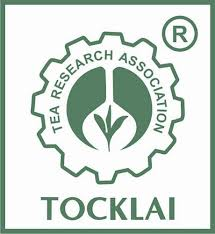 ®
TEA RESEARCH ASSOCIATION
TOCKLAI